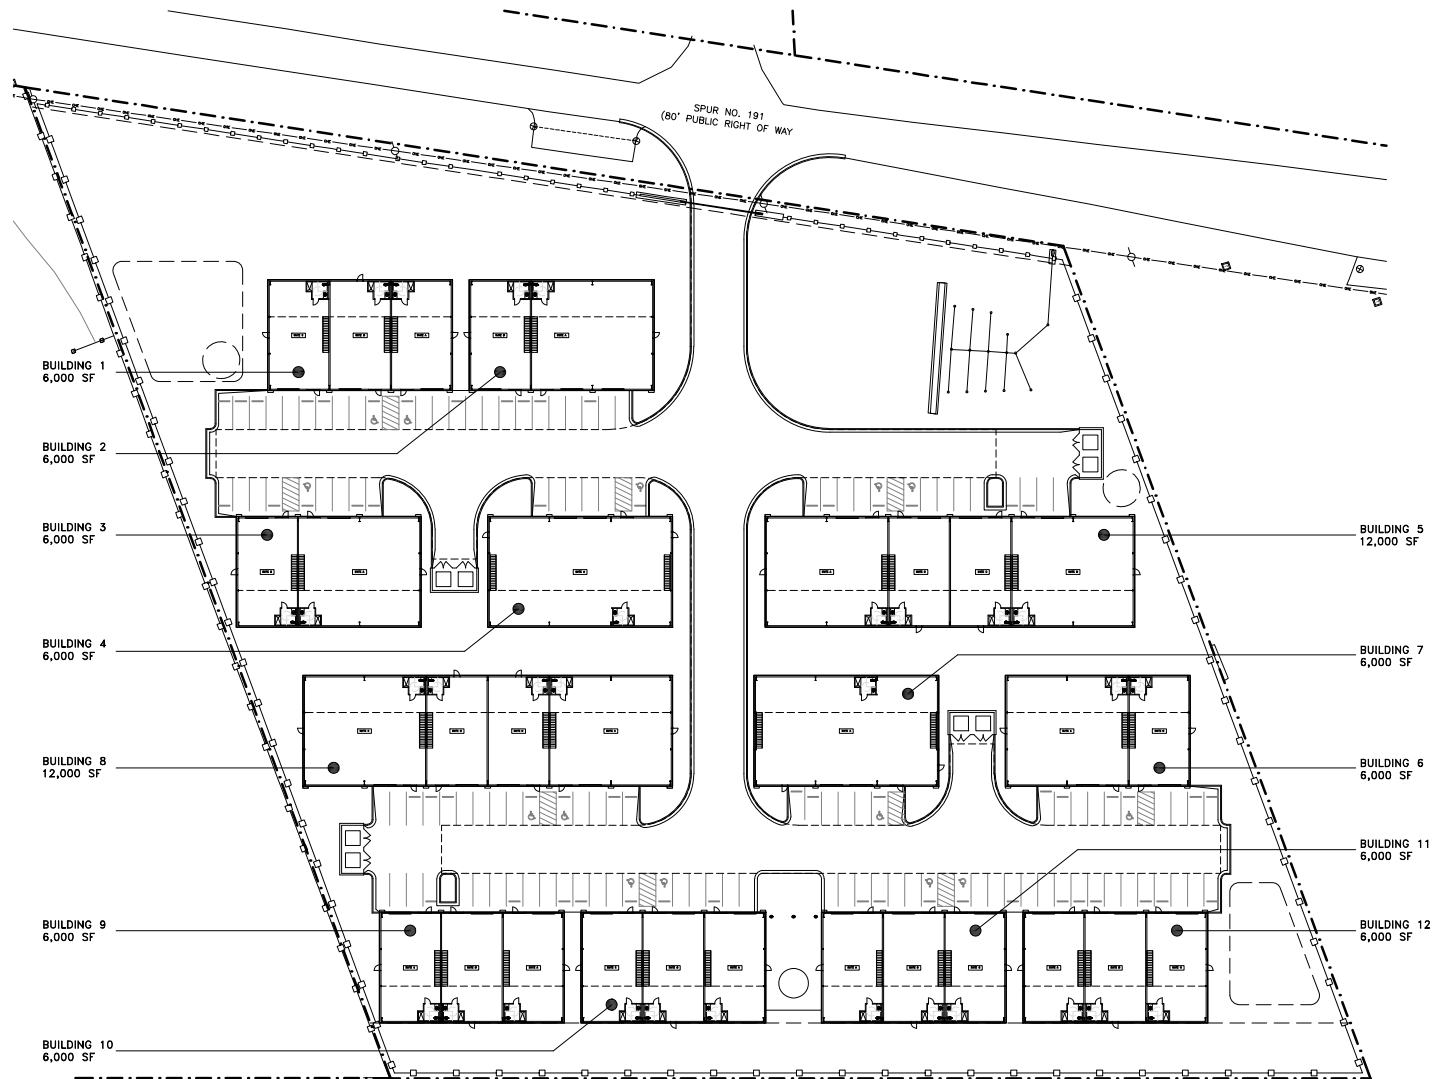 SPUR NO. 191
(80' PUBLIC RIGHT OF WAY
BUILDING 1
6,000 SF
BUILDING 2
6,000 SF
BUILDING 3
6,000 SF
BUILDING 4
6,000 SF
BUILDING 5
12,000 SF
BUILDING 7
6,000 SF
BUILDING 8
12,000 SF
BUILDING 6
6,000 SF
BUILDING 11
6,000 SF
BUILDING 9
6,000 SF
BUILDING 12
6,000 SF
BUILDING 10
6,000 SF